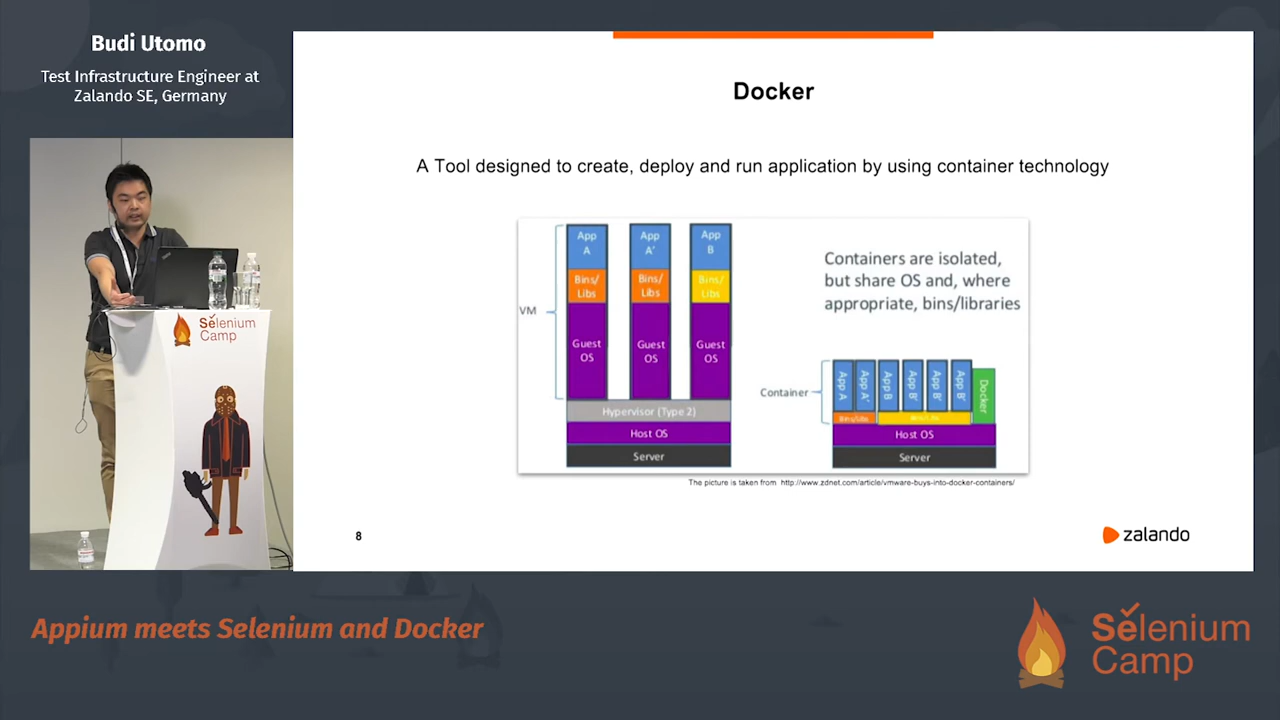 Budi Utomo
Test Infrastructure Engineer at
Zalando SE, Germany
Selenium
Camp
Docker
A Tool designed to create, deploy and run application by using container technology
VM
App
A
Bins/
Libs
Guest
OS
App
A'
Bins/
Libs
Guest
OS
App
B
Bins/
Libs
Guest
OS
Hypervisor (Type 2)
Host OS
Server
Containers are isolated,
but share OS and, where
appropriate, bins/libraries
Container
App A
App A'
App B
App B'
App B'
App B'
Docker
Bins/Libs
Bins/Libs
Host OS
Server
The picture is taken from http://www.zdnet.com/article/vmware-buys-into-docker-containers/
8
zalando
Appium meets Selenium and Docker
Selenium
Camp